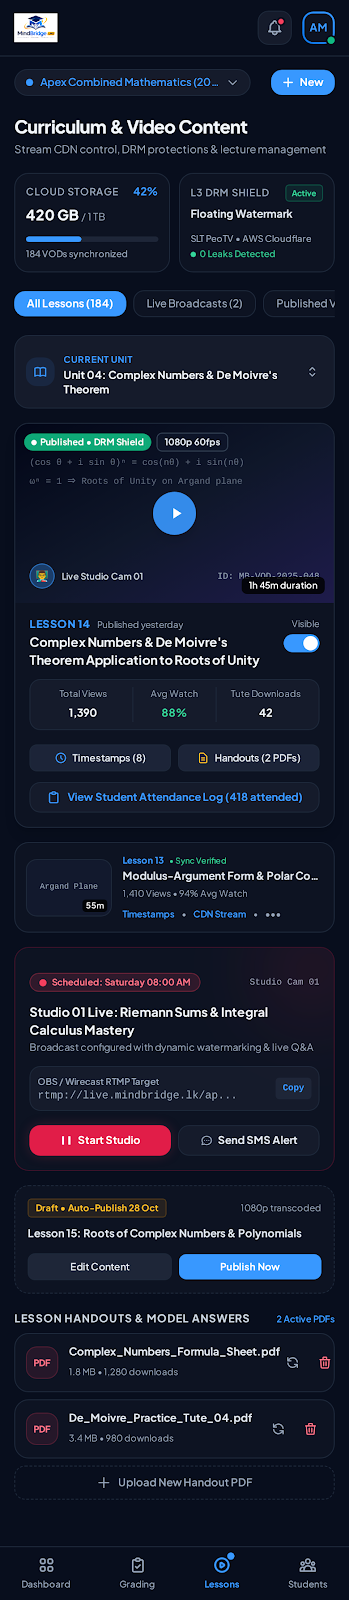 MindBridge LMS
AM
Apex Combined Mathematics (20...
+ New
Curriculum & Video Content
Stream CDN control, DRM protections & lecture management
CLOUD STORAGE 42%
420 GB / 1 TB
184 VODs synchronized
L3 DRM SHIELD Active
Floating Watermark
SLT PeoTV • AWS Cloudflare
0 Leaks Detected
All Lessons (184)
Live Broadcasts (2)
Published V
CURRENT UNIT
Unit 04: Complex Numbers & De Moivre's
Theorem
Published • DRM Shield
1080p 60fps
(cos θ + i sin θ)ⁿ = cos(nθ) + i sin(nθ)
ωⁿ = 1 ⇒ Roots of Unity on Argand plane
Live Studio Cam 01
ID: MB-VOD-2025-048
1h 45m duration
LESSON 14 Published yesterday
Visible
Complex Numbers & De Moivre's
Theorem Application to Roots of Unity
Total Views
1,390
Avg Watch
88%
Tute Downloads
42
Timestamps (8)
Handouts (2 PDFs)
View Student Attendance Log (418 attended)
Argand Plane
55m
Lesson 13 • Sync Verified
Modulus-Argument Form & Polar Co...
1,410 Views • 94% Avg Watch
Timestamps • CDN Stream • •••
Scheduled: Saturday 08:00 AM
Studio Cam 01
Studio 01 Live: Riemann Sums & Integral
Calculus Mastery
Broadcast configured with dynamic watermarking & live Q&A
OBS / Wirecast RTMP Target
rtmp://live.mindbridge.lk/ap...
Copy
Start Studio
Send SMS Alert
Draft • Auto-Publish 28 Oct
1080p transcoded
Lesson 15: Roots of Complex Numbers & Polynomials
Edit Content
Publish Now
LESSON HANDOUTS & MODEL ANSWERS
2 Active PDFs
PDF
Complex_Numbers_Formula_Sheet.pdf
1.8 MB • 1,280 downloads
PDF
De_Moivre_Practice_Tute_04.pdf
3.4 MB • 980 downloads
+ Upload New Handout PDF
Dashboard
Grading
Lessons
Students